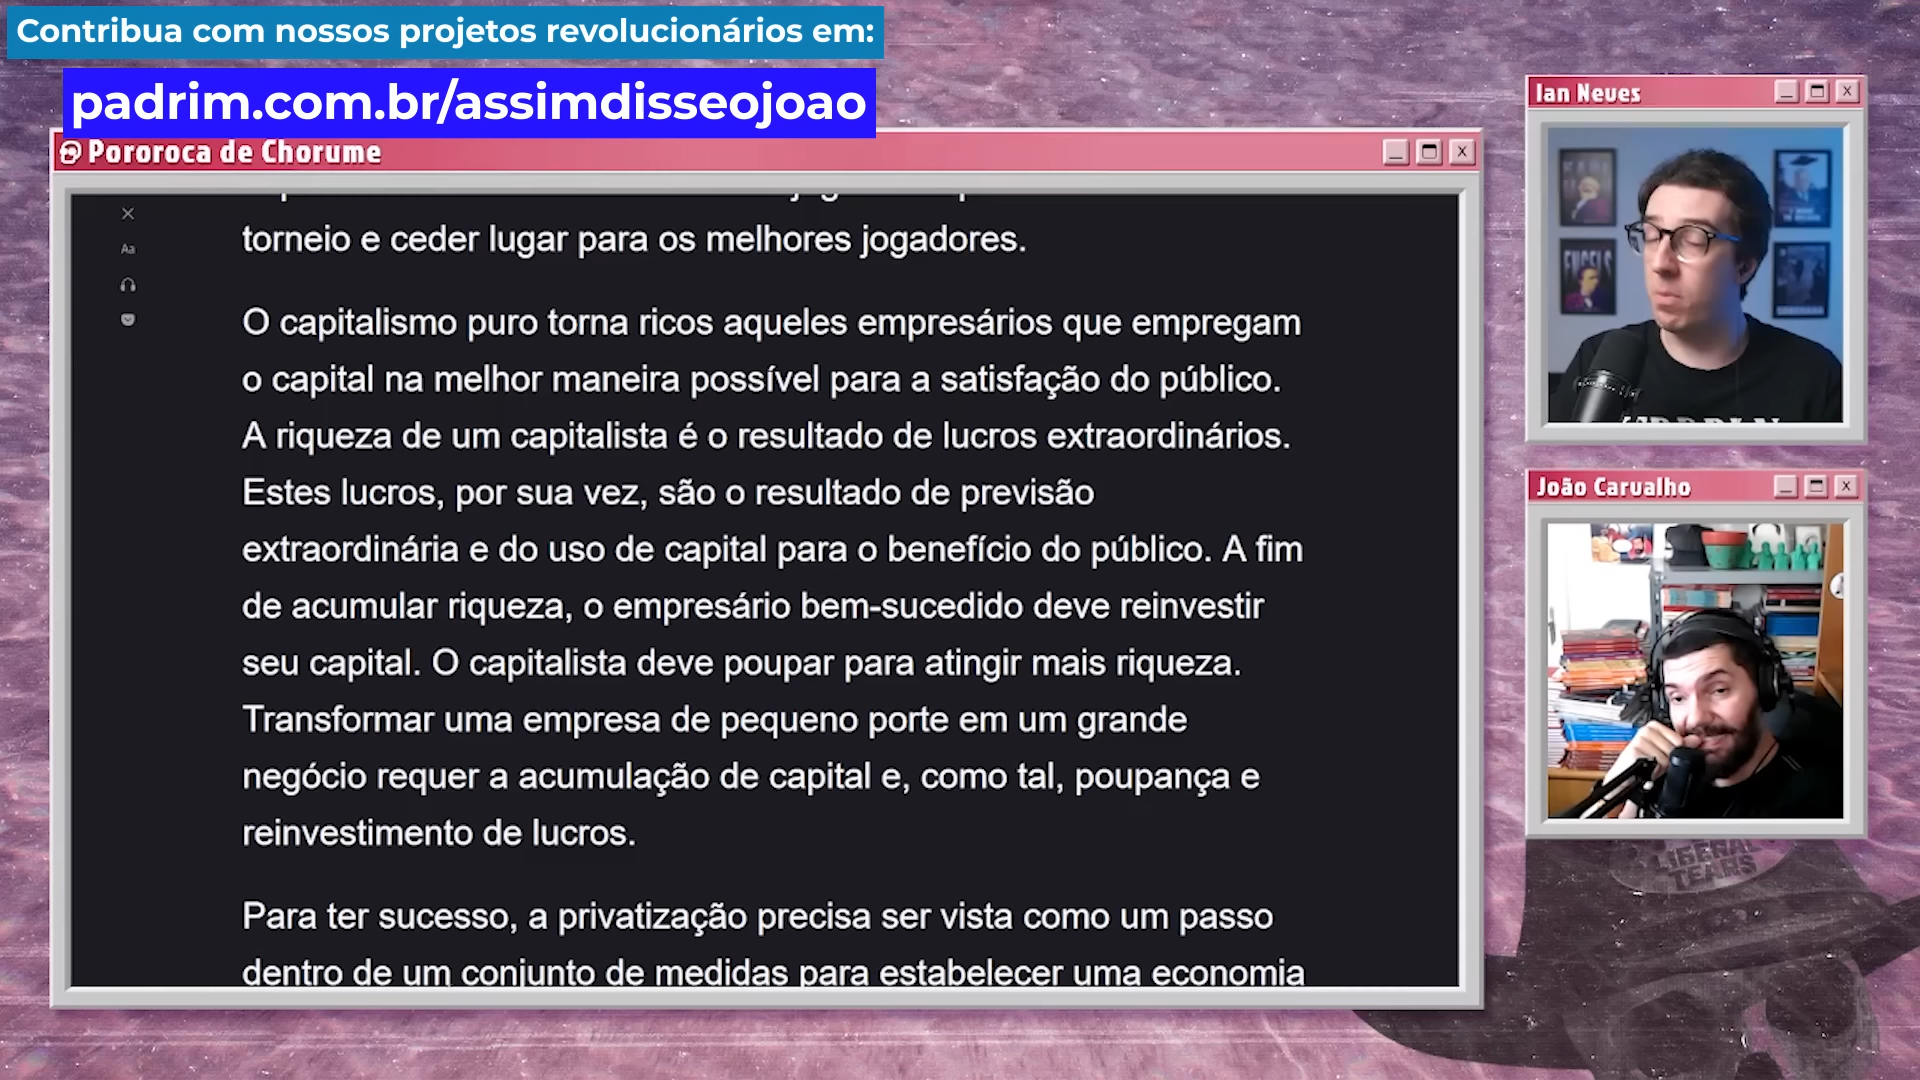 Contribua com nossos projetos revolucionários em:
padrim.com.br/assimdisseojoao
Pororoca de Chorume
Aa
torneio e ceder lugar para os melhores jogadores.
O capitalismo puro torna ricos aqueles empresários que empregam
o capital na melhor maneira possível para a satisfação do público.
A riqueza de um capitalista é o resultado de lucros extraordinários.
Estes lucros, por sua vez, são o resultado de previsão
extraordinária e do uso de capital para o benefício do público. A fim
de acumular riqueza, o empresário bem-sucedido deve reinvestir
seu capital. O capitalista deve poupar para atingir mais riqueza.
Transformar uma empresa de pequeno porte em um grande
negócio requer a acumulação de capital e, como tal, poupança e
reinvestimento de lucros.
Para ter sucesso, a privatização precisa ser vista como um passo
dentro de um conjunto de medidas para estabelecer uma economia
Ian Neves
ENGELS
João Carvalho
LIBERAL
TEARS